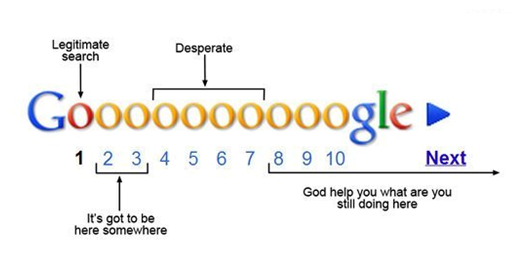 Legitimate
search
Desperate
Goooooooooogle
1 2 3 4 5 6 7 8 9 10 Next
It's got to be
here somewhere
God help you what are you
still doing here